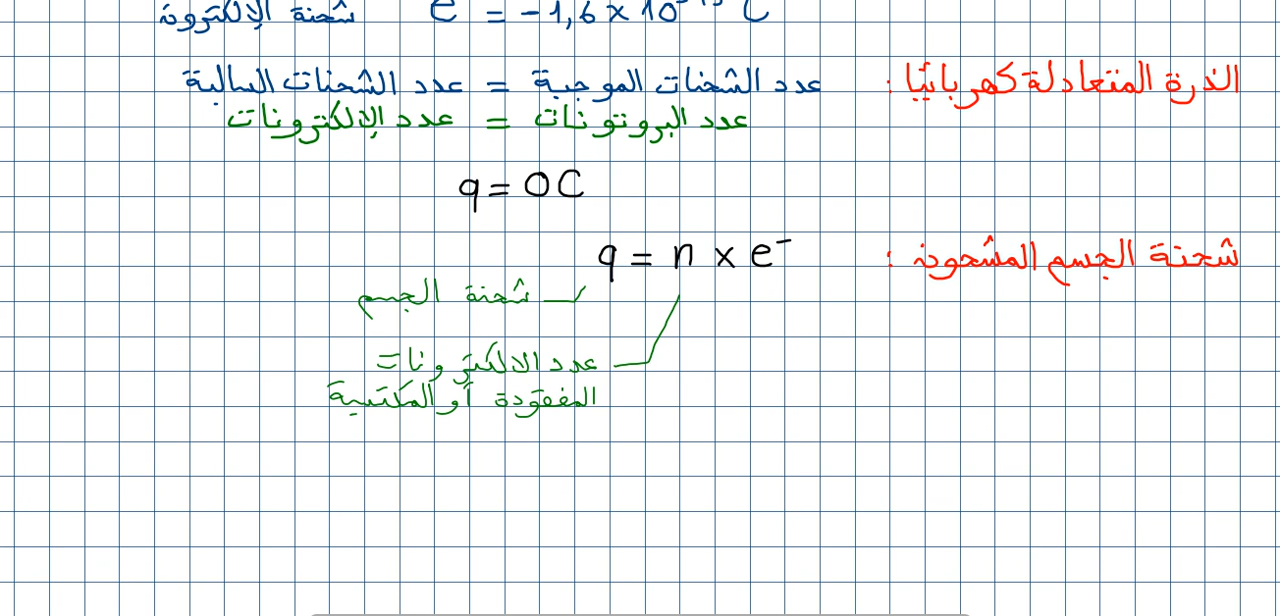 شحنة الإلكترون e⁻ = -1,6 × 10⁻¹⁹ C
الذرة المتعادلة كهربائيا : عدد الشحنات الموجبة = عدد الشحنات السالبة
عدد البروتونات = عدد الإلكترونات
q = 0C
شحنة الجسم المشحون : q = n × e⁻
شحنة الجسم
عدد الالكترونات
المفقودة أو المكتسبة